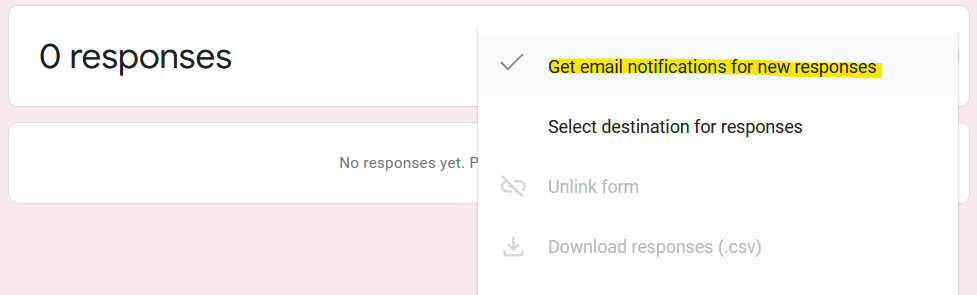 0 responses
Get email notifications for new responses
Select destination for responses
No responses yet. P
Unlink form
Download responses (.csv)